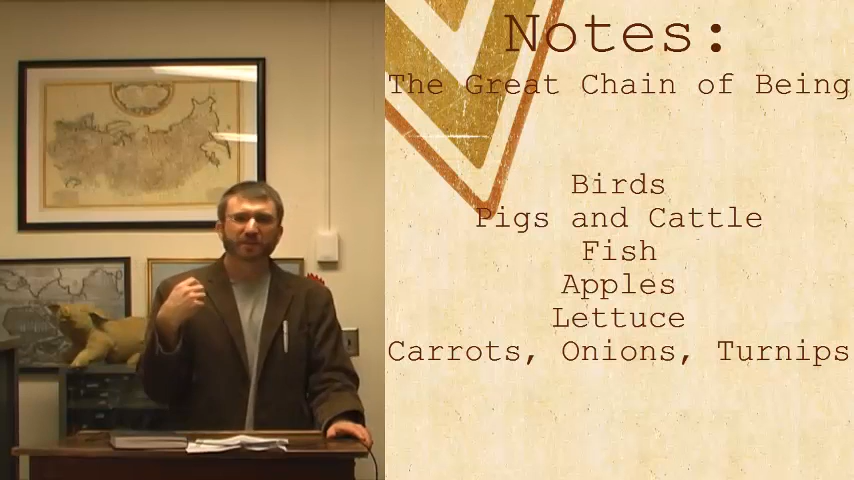 Notes:
The Great Chain of Being
Birds
Pigs and Cattle
Fish
Apples
Lettuce
Carrots, Onions, Turnips